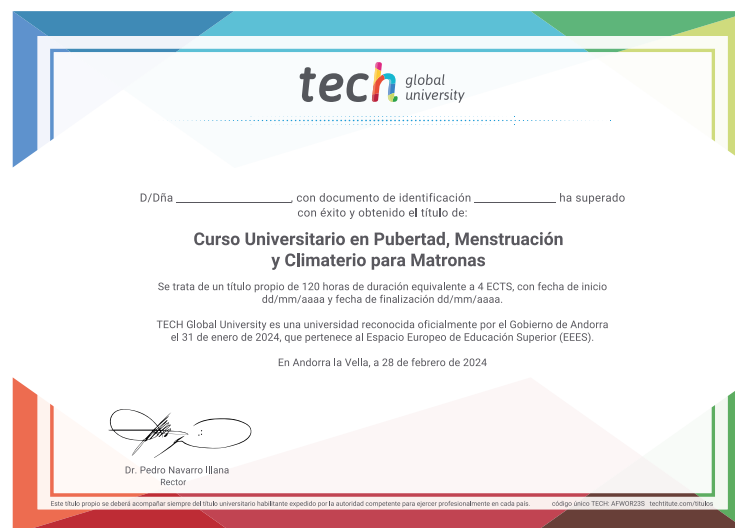 tech global
university
D/Dña ________________, con documento de identificación ____________ ha superado
con éxito y obtenido el título de:
Curso Universitario en Pubertad, Menstruación
y Climaterio para Matronas
Se trata de un título propio de 120 horas de duración equivalente a 4 ECTS, con fecha de inicio
dd/mm/aaaa y fecha de finalización dd/mm/aaaa.
TECH Global University es una universidad reconocida oficialmente por el Gobierno de Andorra
el 31 de enero de 2024, que pertenece al Espacio Europeo de Educación Superior (EEES).
En Andorra la Vella, a 28 de febrero de 2024
Dr. Pedro Navarro Illana
Rector
Este título propio se deberá acompañar siempre del título universitario habilitante expedido por la autoridad competente para ejercer profesionalmente en cada país. código único TECH: AFWOR23S techtitute.com/titulos